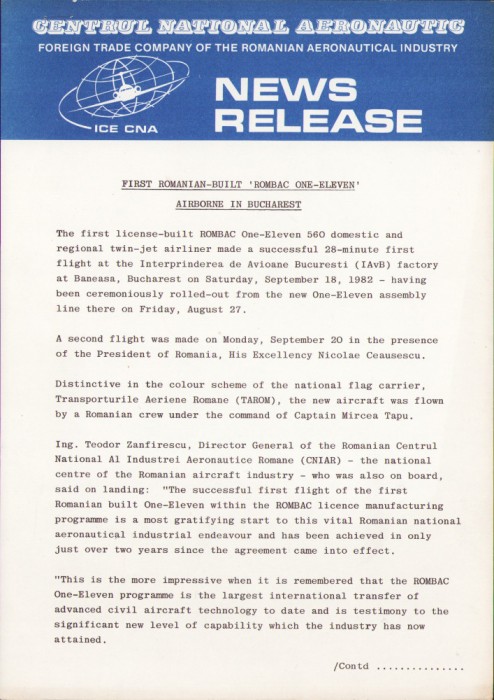 CENTRUL NATIONAL AERONAUTIC
FOREIGN TRADE COMPANY OF THE ROMANIAN AERONAUTICAL INDUSTRY
ICE CNA
NEWS
RELEASE
FIRST ROMANIAN-BUILT 'ROMBAC ONE-ELEVEN'
AIRBORNE IN BUCHAREST
The first license-built ROMBAC One-Eleven 560 domestic and
regional twin-jet airliner made a successful 28-minute first
flight at the Interprinderea de Avioane Bucuresti (IAvB) factory
at Baneasa, Bucharest on Saturday, September 18, 1982 - having
been ceremoniously rolled-out from the new One-Eleven assembly
line there on Friday, August 27.
A second flight was made on Monday, September 20 in the presence
of the President of Romania, His Excellency Nicolae Ceausescu.
Distinctive in the colour scheme of the national flag carrier,
Transporturile Aeriene Romane (TAROM), the new aircraft was flown
by a Romanian crew under the command of Captain Mircea Tapu.
Ing. Teodor Zanfirescu, Director General of the Romanian Centrul
National Al Industrei Aeronautice Romane (CNIAR) - the national
centre of the Romanian aircraft industry - who was also on board,
said on landing:  "The successful first flight of the first
Romanian built One-Eleven within the ROMBAC licence manufacturing
programme is a most gratifying start to this vital Romanian national
aeronautical industrial endeavour and has been achieved in only
just over two years since the agreement came into effect.
"This is the more impressive when it is remembered that the ROMBAC
One-Eleven programme is the largest international transfer of
advanced civil aircraft technology to date and is testimony to the
significant new level of capability which the industry has now
attained.
/Contd ...............